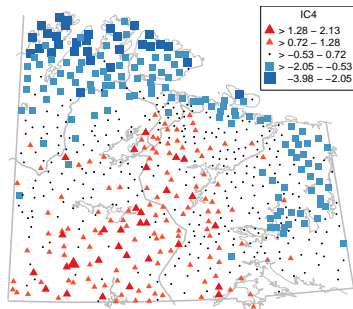 IC4
> 1.28 – 2.13
> 0.72 – 1.28
−0.53 – 0.72
> −2.05 – −0.53
−3.98 – −2.05